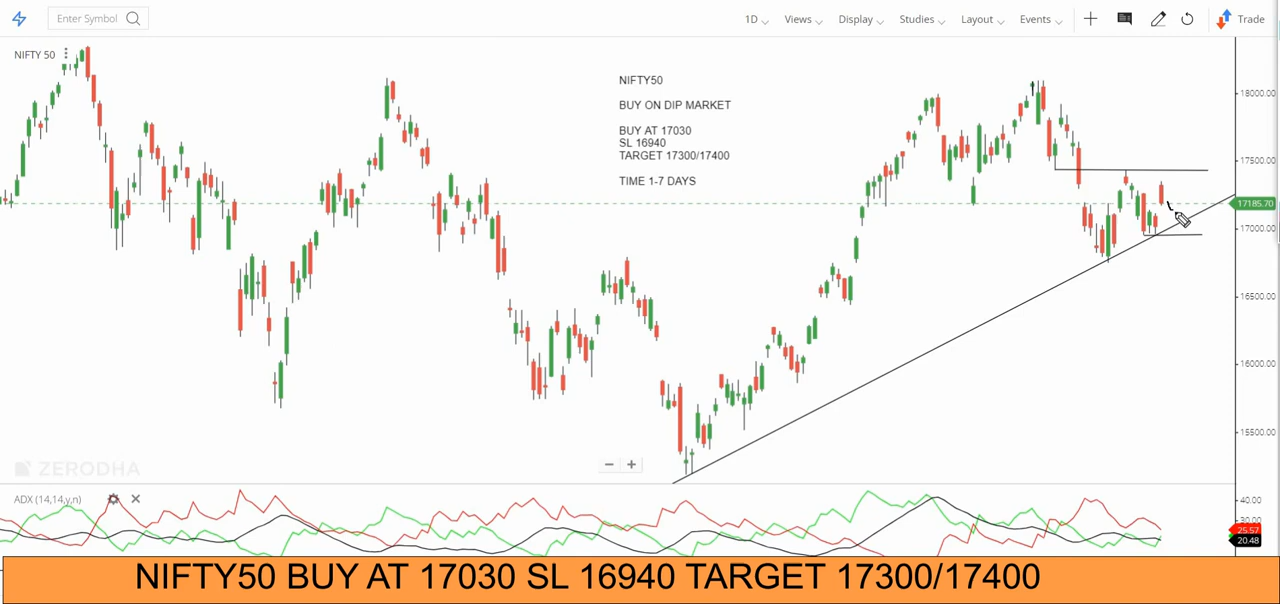 Enter Symbol
1D
Views
Display
Studies
Layout
Events
Trade
NIFTY 50
NIFTY50
BUY ON DIP MARKET
BUY AT 17030
SL 16940
TARGET 17300/17400
TIME 1-7 DAYS
18000.00
17500.00
17185.70
17000.00
16500.00
16000.00
15500.00
ZERODHA
ADX (14,14,y,n)
40.00
30.00
25.57
20.48
NIFTY50 BUY AT 17030 SL 16940 TARGET 17300/17400